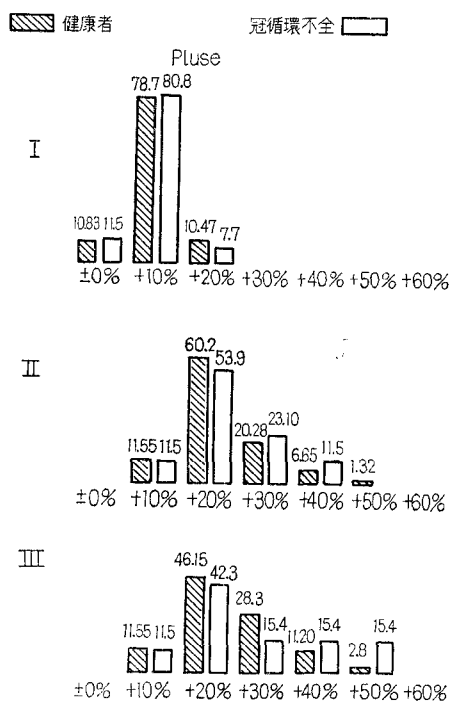 健康者 冠循環不全
Pluse
I
78.7 80.8
10.83 11.5 10.47 7.7
±0% +10% +20% +30% +40% +50% +60%
II
60.2 53.9
11.55 11.5 20.28 23.10 6.65 11.5 1.32
±0% +10% +20% +30% +40% +50% +60%
III
46.15 42.3
11.55 11.5 28.3 15.4 11.20 15.4 2.8 15.4
±0% +10% +20% +30% +40% +50% +60%